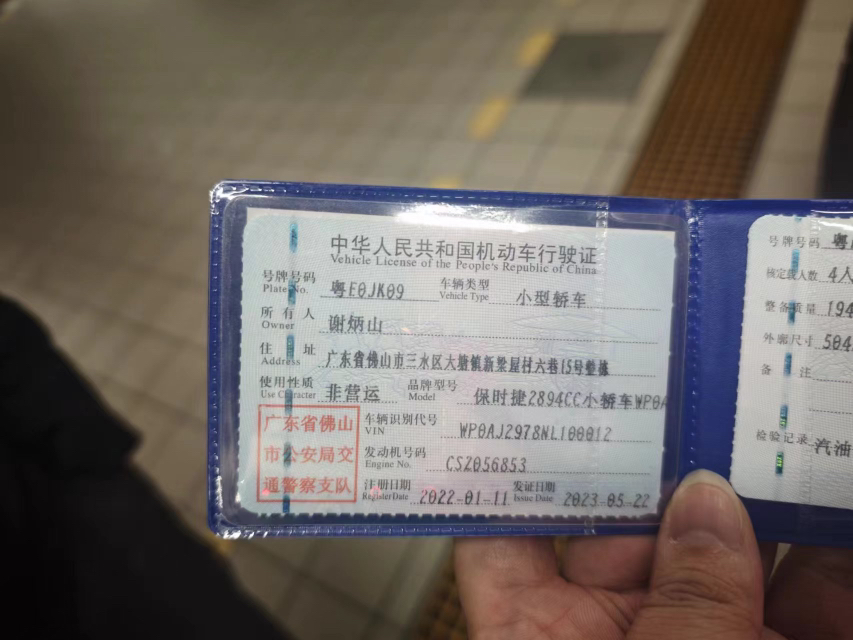 中华人民共和国机动车行驶证
Vehicle License of the People's Republic of China
号牌号码 粤E0JK09 车辆类型 小型轿车
Plate No. Vehicle Type
所有人 谢炳山
Owner
住址 广东省佛山市三水区大塘镇新梁屋村六巷15号
Address
使用性质 非营运 品牌型号 保时捷2894CC小轿车WP0A
Use Character Model
广东省佛山
市公安局交
通警察支队
车辆识别代号 WP0AJ2978NL100012
VIN
发动机号码 CSZ056853
Engine No.
注册日期 2022-01-11 发证日期 2023-05-22
Register Date Issue Date
号牌号码 粤
核定载人数 4人
整备质量 194
外廓尺寸 504
备注
检验记录 汽油